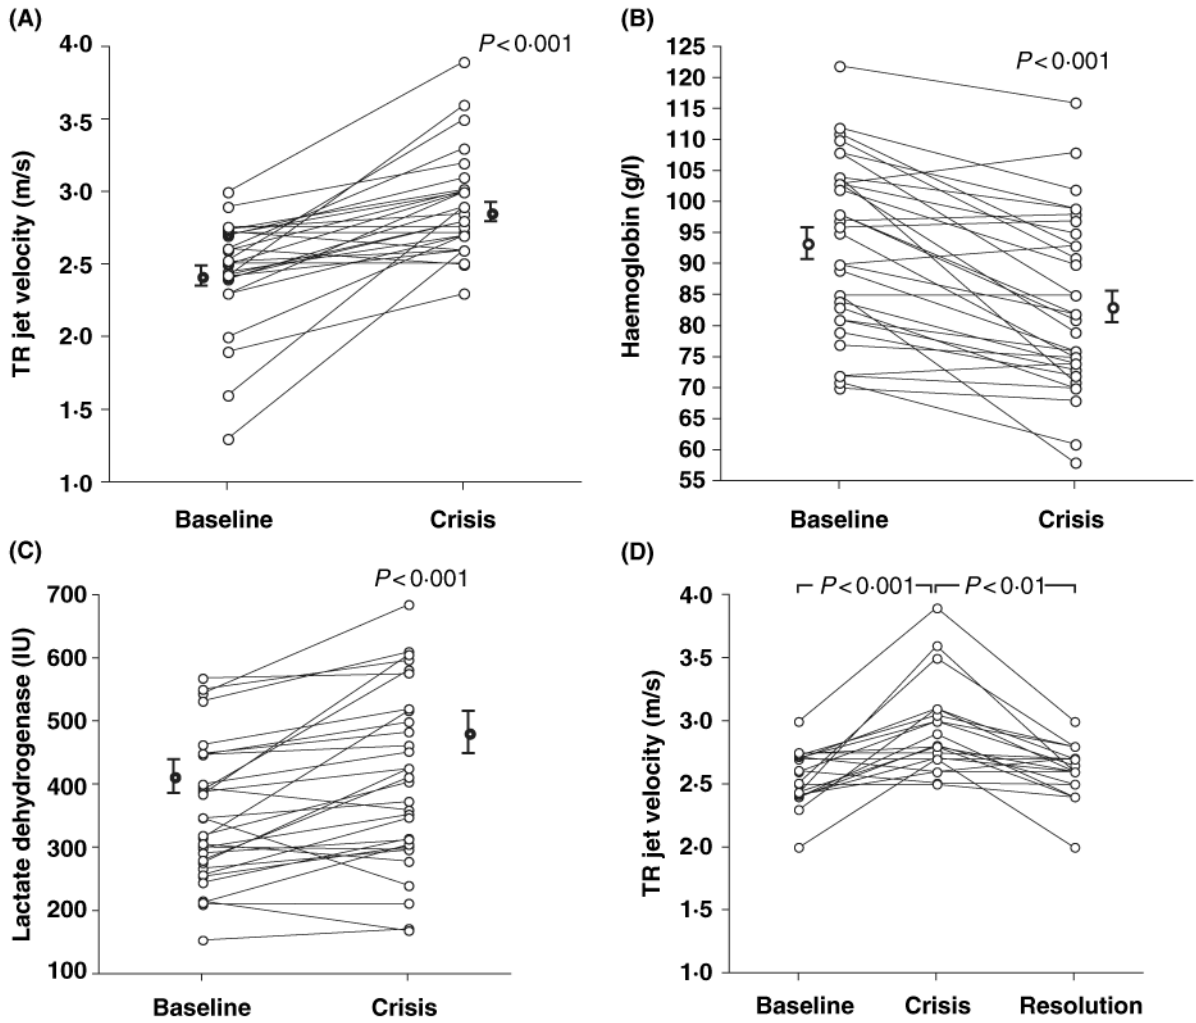 (A)
P < 0·001
TR jet velocity (m/s)
4·0
3·5
3·0
2·5
2·0
1·5
1·0
Baseline
Crisis
(B)
P < 0·001
Haemoglobin (g/l)
125
120
115
110
105
100
95
90
85
80
75
70
65
60
55
Baseline
Crisis
(C)
P < 0·001
Lactate dehydrogenase (IU)
700
600
500
400
300
200
100
Baseline
Crisis
(D)
P < 0·001
P < 0·01
TR jet velocity (m/s)
4·0
3·5
3·0
2·5
2·0
1·5
1·0
Baseline
Crisis
Resolution